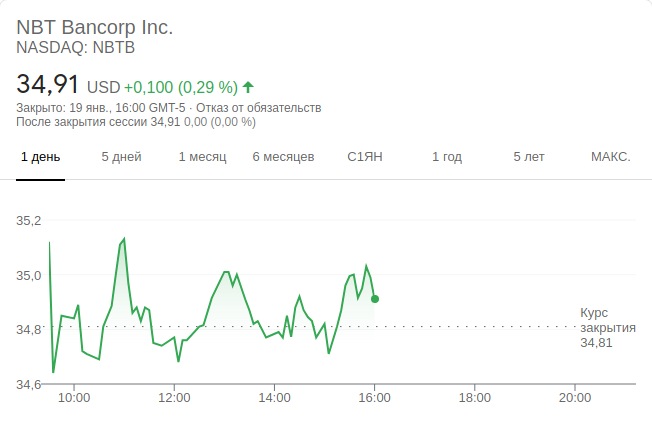 NBT Bancorp Inc.
NASDAQ: NBTB
34,91 USD +0,100 (0,29 %)
Закрыто: 19 янв., 16:00 GMT-5 · Отказ от обязательств
После закрытия сессии 34,91 0,00 (0,00 %)
1 день 5 дней 1 месяц 6 месяцев С1ЯН 1 год 5 лет МАКС.
35,2
35,0
34,8
34,6
Курс
закрытия
34,81
10:00 12:00 14:00 16:00 18:00 20:00